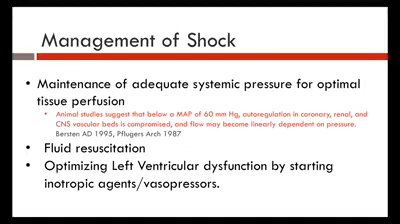 Management of Shock
• Maintenance of adequate systemic pressure for optimal
tissue perfusion
• Animal studies suggest that below a MAP of 60 mm Hg, autoregulation in coronary, renal, and
CNS vascular beds is compromised, and flow may become linearly dependent on pressure.
Bersten AD 1995, Pflugers Arch 1987
• Fluid resuscitation
• Optimizing Left Ventricular dysfunction by starting
inotropic agents/vasopressors.